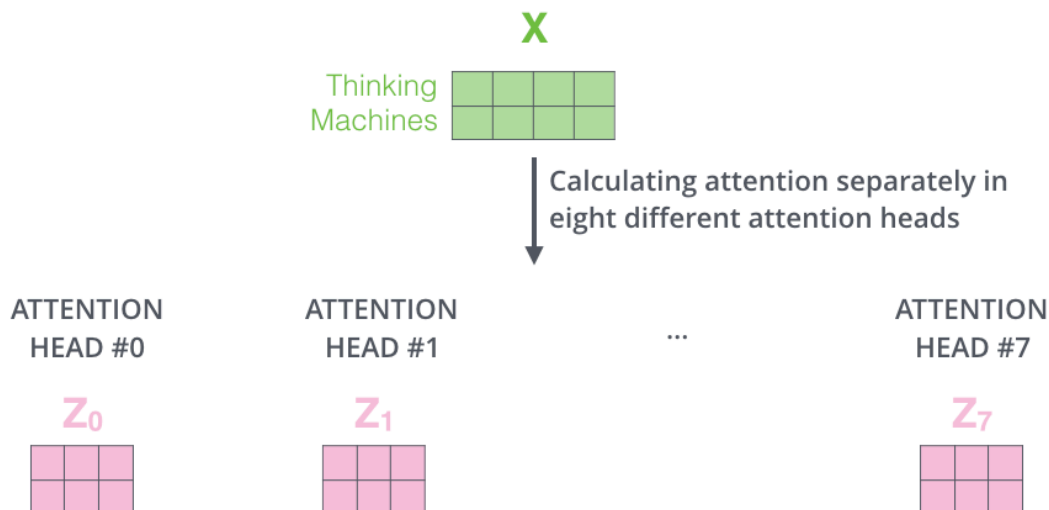 X
Thinking
Machines
Calculating attention separately in
eight different attention heads
ATTENTION
HEAD #0
ATTENTION
HEAD #1
...
ATTENTION
HEAD #7
Z0
Z1
Z7